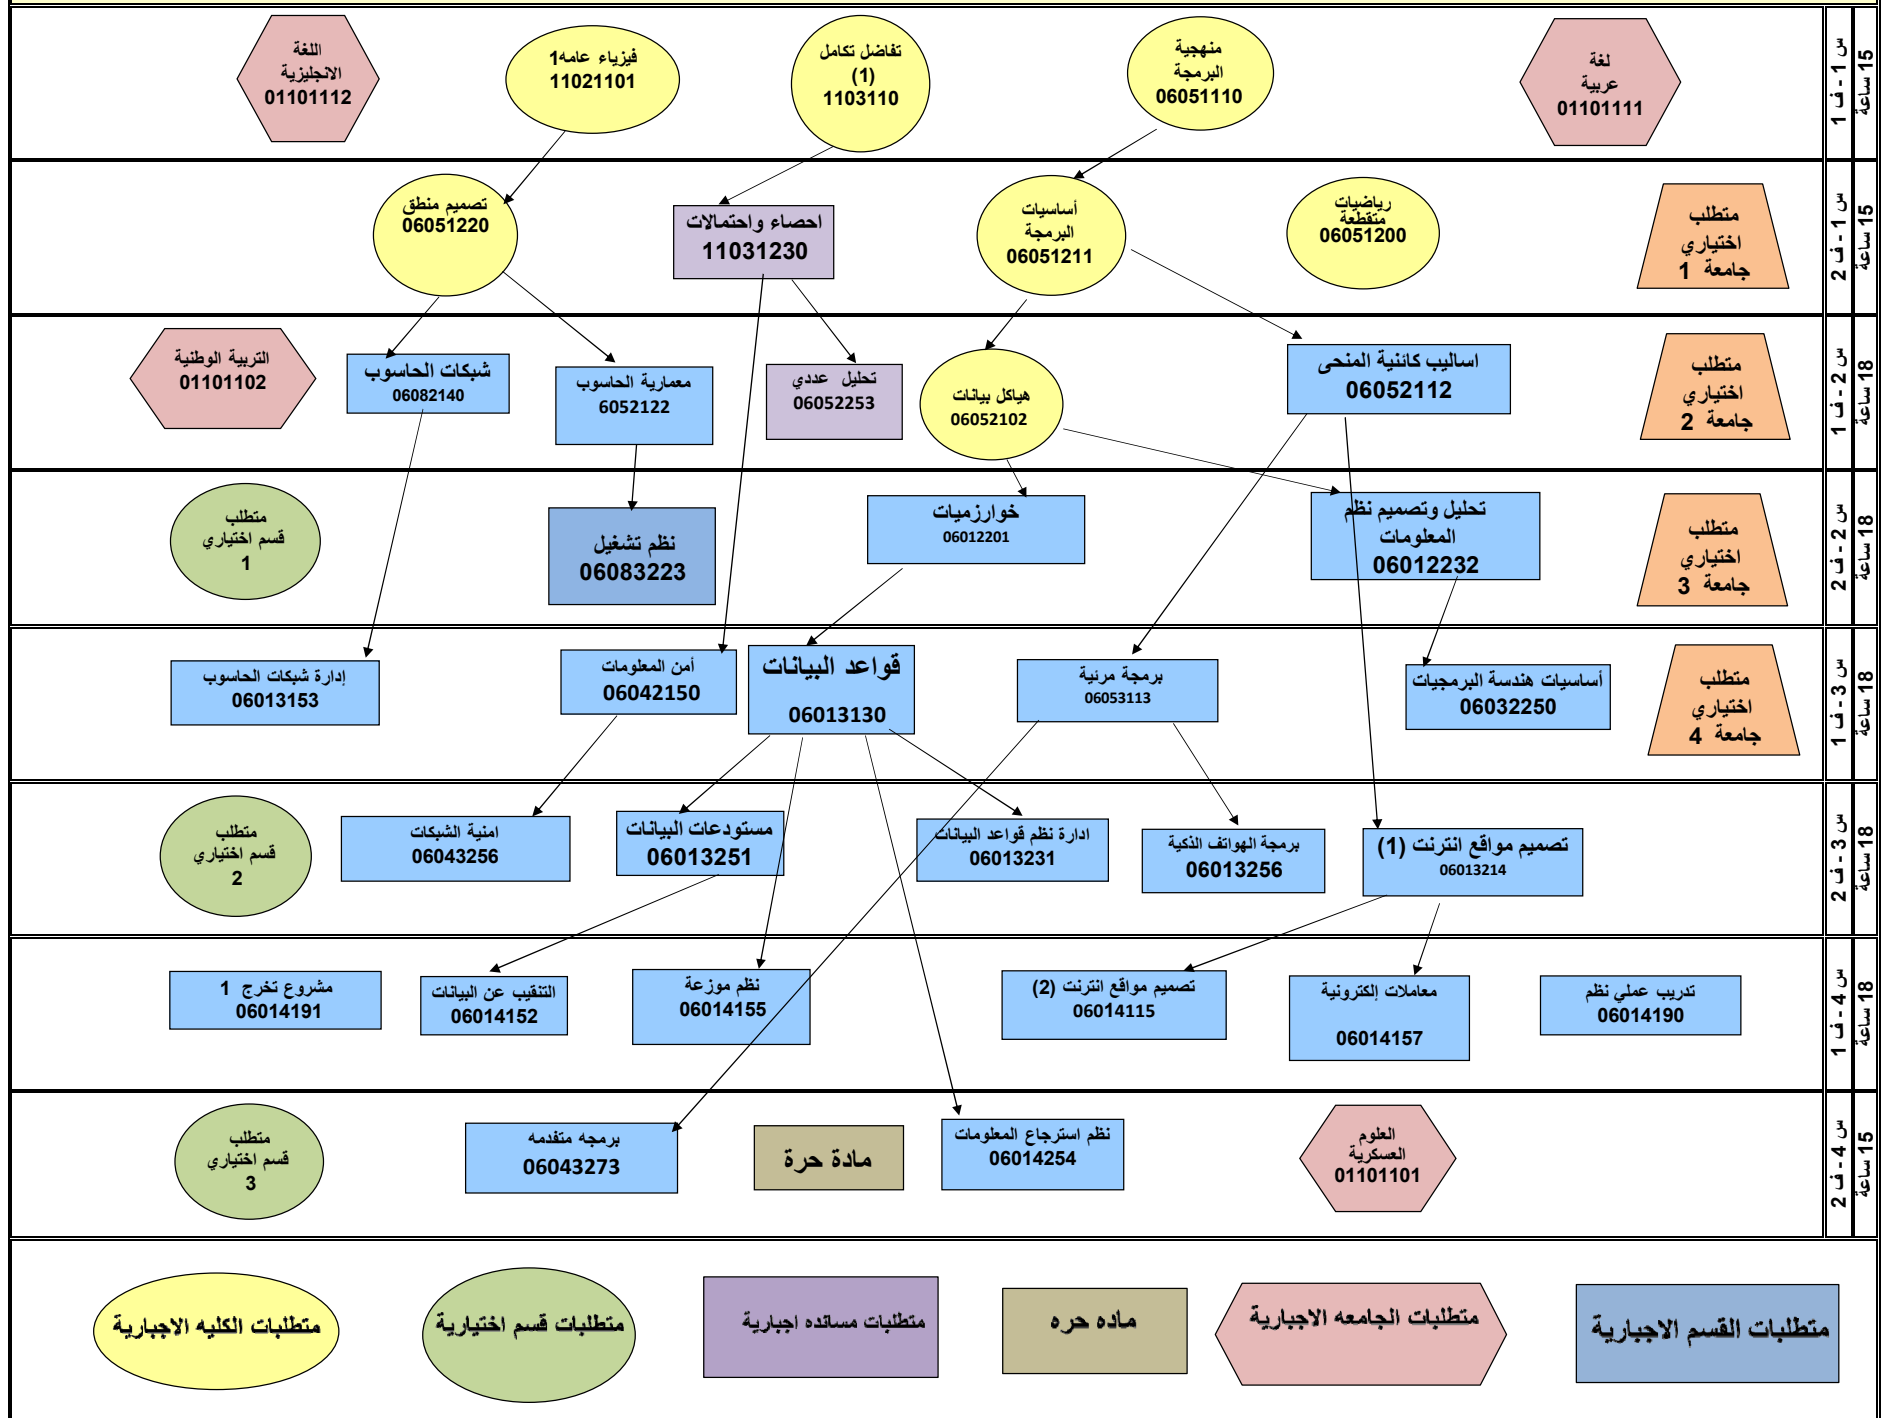 لغة
عربية
01101111
منهجية
البرمجة
06051110
تفاضل تكامل
(1)
1103110
فيزياء عامه1
11021101
اللغة
الانجليزية
01101112
س 1 - ف 1
15 ساعة
متطلب
اختياري
جامعة 1
رياضيات
متقطعة
06051200
أساسيات
البرمجة
06051211
احصاء واحتمالات
11031230
تصميم منطق
06051220
س 1 - ف 2
15 ساعة
متطلب
اختياري
جامعة 2
اساليب كائنية المنحى
06052112
هياكل بيانات
06052102
تحليل عددي
06052253
معمارية الحاسوب
6052122
شبكات الحاسوب
06082140
التربية الوطنية
01101102
س 2 - ف 1
18 ساعة
متطلب
اختياري
جامعة 3
تحليل وتصميم نظم
المعلومات
06012232
خوارزميات
06012201
نظم تشغيل
06083223
متطلب
قسم اختياري
1
س 2 - ف 2
18 ساعة
متطلب
اختياري
جامعة 4
أساسيات هندسة البرمجيات
06032250
برمجة مرئية
06053113
قواعد البيانات
06013130
أمن المعلومات
06042150
إدارة شبكات الحاسوب
06013153
س 3 - ف 1
18 ساعة
تصميم مواقع انترنت (1)
06013214
برمجة الهواتف الذكية
06013256
ادارة نظم قواعد البيانات
06013231
مستودعات البيانات
06013251
امنية الشبكات
06043256
متطلب
قسم اختياري
2
س 3 - ف 2
18 ساعة
تدريب عملي نظم
06014190
معاملات إلكترونية
06014157
تصميم مواقع انترنت (2)
06014115
نظم موزعة
06014155
التنقيب عن البيانات
06014152
مشروع تخرج 1
06014191
س 4 - ف 1
18 ساعة
العلوم
العسكرية
01101101
نظم استرجاع المعلومات
06014254
مادة حرة
برمجه متقدمه
06043273
متطلب
قسم اختياري
3
س 4 - ف 2
15 ساعة
متطلبات القسم الاجبارية
متطلبات الجامعه الاجبارية
ماده حره
متطلبات مسانده اجبارية
متطلبات قسم اختيارية
متطلبات الكليه الاجبارية